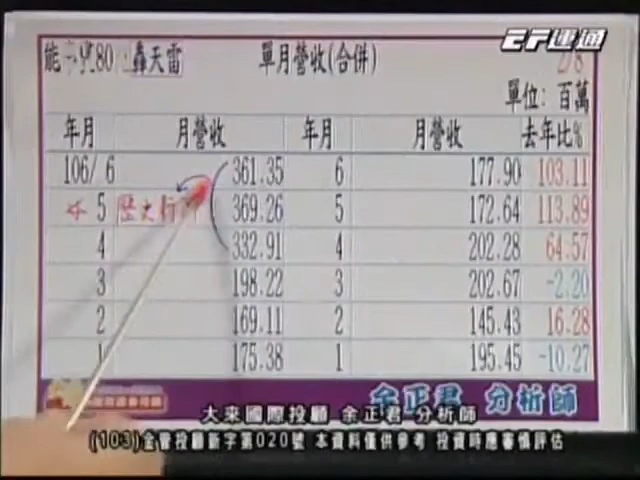 EF運通
轟天雷 單月營收(合併)
單位: 百萬
年月 月營收 年月 月營收 去年比%
106/ 6 361.35 6 177.90 103.11
5 369.26 5 172.64 113.89
4 332.91 4 202.28 64.57
3 198.22 3 202.67 -2.20
2 169.11 2 145.43 16.28
1 175.38 1 195.45 -10.27
余正君 分析師
大來國際投顧 余正君 分析師
(103)金管投顧新字第020號 本資料僅供參考 投資時應審慎評估